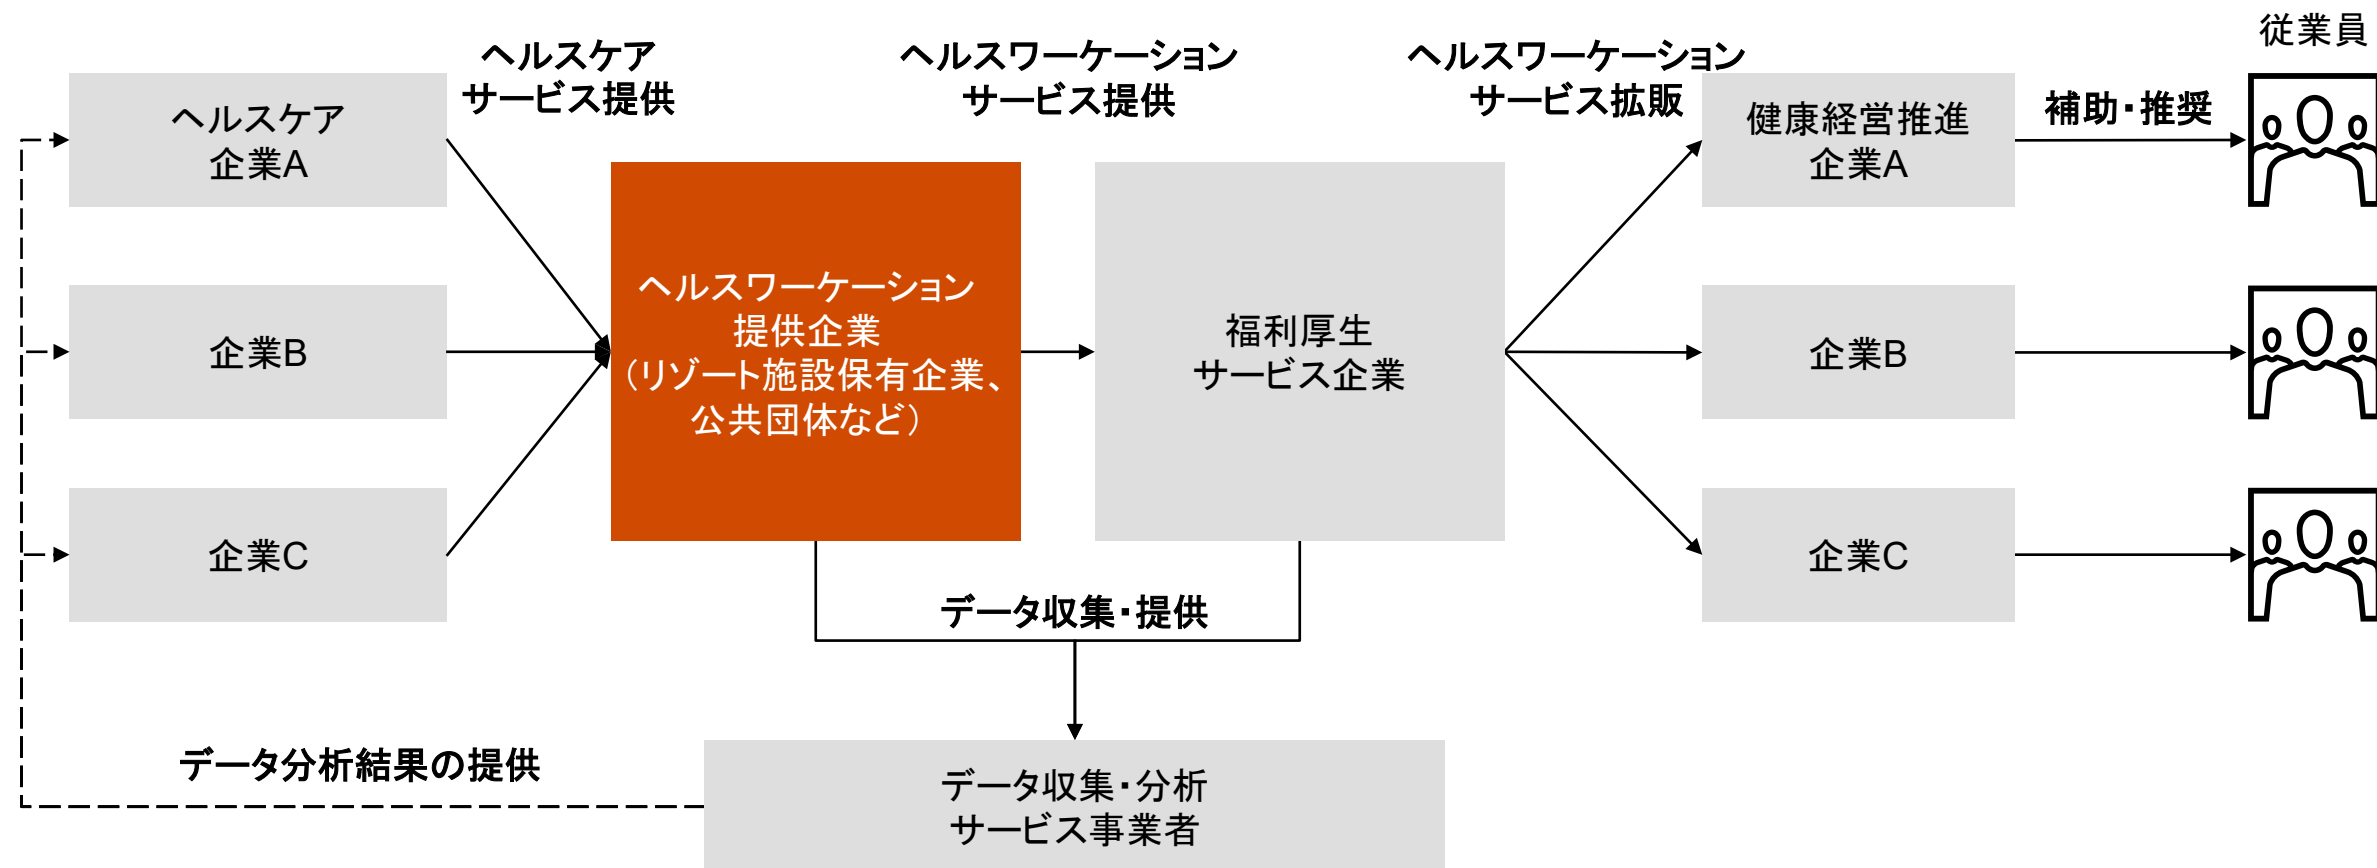 従業員
ヘルスケア
サービス提供
ヘルスワーケーション
サービス提供
ヘルスワーケーション
サービス拡販
補助・推奨
ヘルスケア
企業A
企業B
企業C
ヘルスワーケーション
提供企業
（リゾート施設保有企業、
公共団体など）
福利厚生
サービス企業
健康経営推進
企業A
企業B
企業C
データ収集・提供
データ分析結果の提供
データ収集・分析
サービス事業者